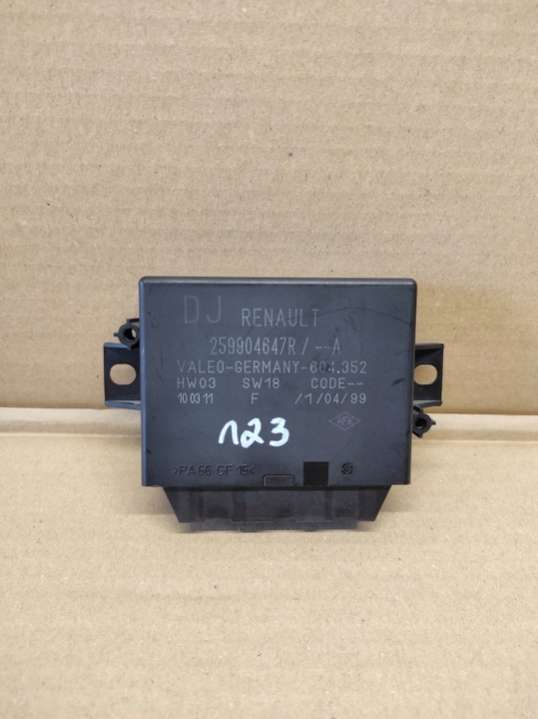 DJ RENAULT
259904647R/--A
VALEO-GERMANY-604.352
HW03 SW18 CODE--
100311 F /1/04/99
123
>PA66 GF15<